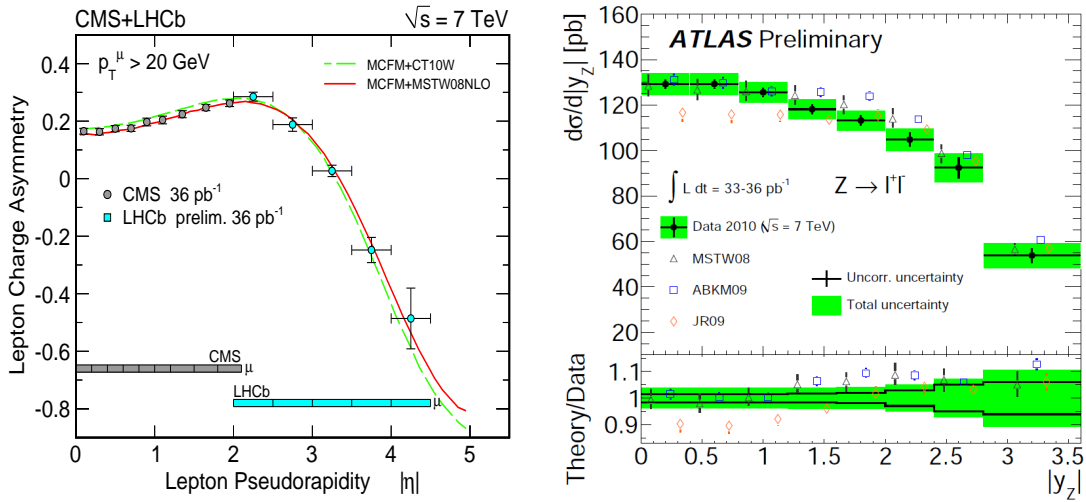 CMS+LHCb
√s = 7 TeV
p_T^μ > 20 GeV
MCFM+CT10W
MCFM+MSTW08NLO
Lepton Charge Asymmetry
0.4
0.2
0
-0.2
-0.4
-0.6
-0.8
CMS 36 pb⁻¹
LHCb prelim. 36 pb⁻¹
CMS
μ
LHCb
μ
0 1 2 3 4 5
Lepton Pseudorapidity |η|
ATLAS Preliminary
dσ/d|y_Z| [pb]
160
140
120
100
80
60
40
20
∫ L dt = 33-36 pb⁻¹
Z → l⁺l⁻
Data 2010 (√s = 7 TeV)
MSTW08
ABKM09
JR09
Uncorr. uncertainty
Total uncertainty
Theory/Data
1.1
1
0.9
0 0.5 1 1.5 2 2.5 3 3.5
|y_Z|